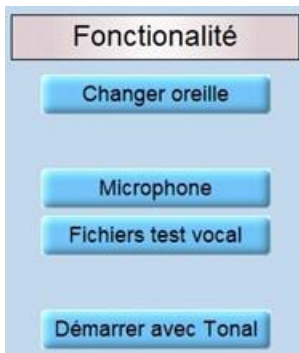 Fonctionalité
Changer oreille
Microphone
Fichiers test vocal
Démarrer avec Tonal